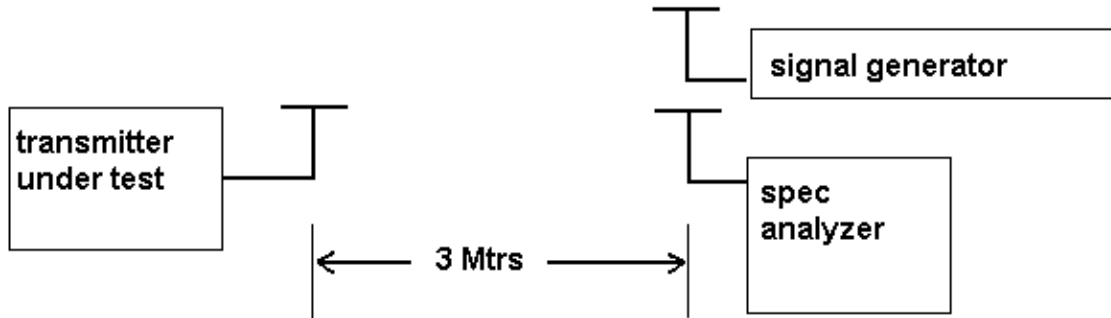 signal generator
transmitter
under test
spec
analyzer
3 Mtrs